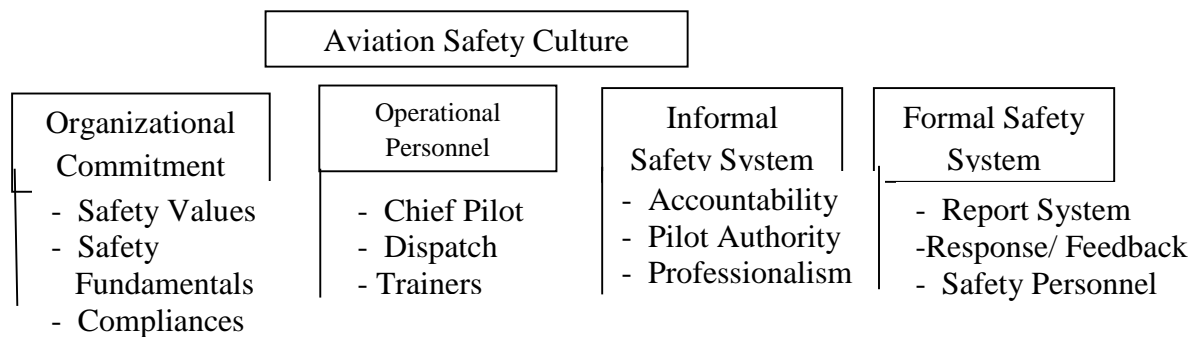 Aviation Safety Culture
Organizational
Commitment
- Safety Values
- Safety
Fundamentals
- Compliances
Operational
Personnel
- Chief Pilot
- Dispatch
- Trainers
Informal
Safety System
- Accountability
- Pilot Authority
- Professionalism
Formal Safety
System
- Report System
-Response/ Feedback
- Safety Personnel